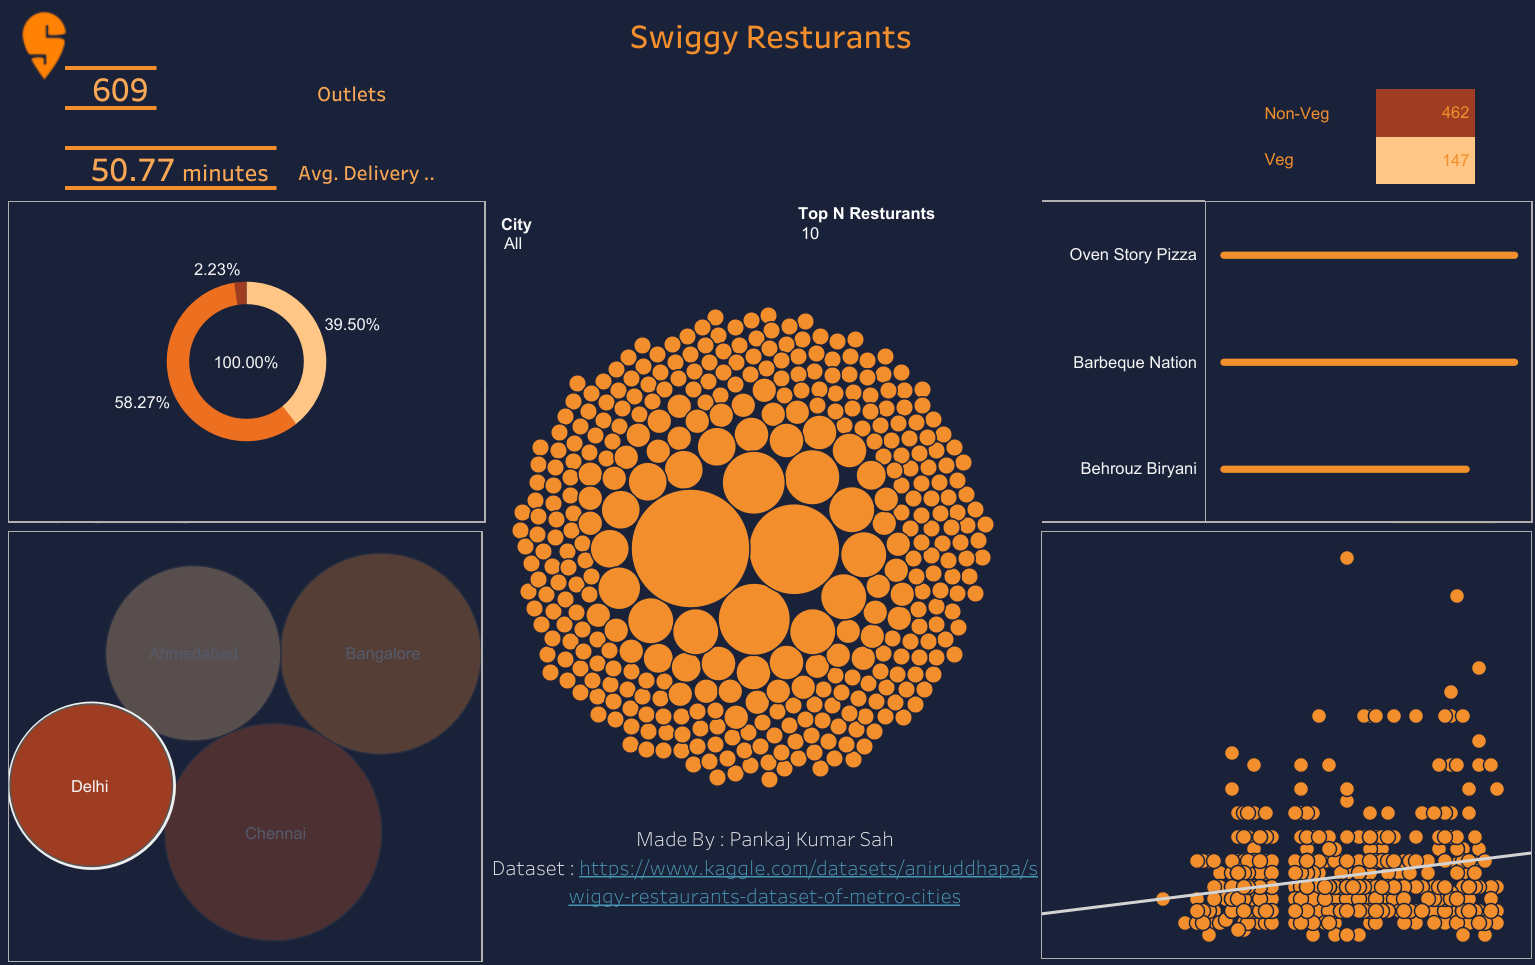 Swiggy Resturants
609
Outlets
50.77 minutes
Avg. Delivery ..
Non-Veg
462
Veg
147
2.23%
39.50%
100.00%
58.27%
City
All
Top N Resturants
10
Oven Story Pizza
Barbeque Nation
Behrouz Biryani
Ahmedabad
Bangalore
Delhi
Chennai
Made By : Pankaj Kumar Sah
Dataset : https://www.kaggle.com/datasets/aniruddhapa/s
wiggy-restaurants-dataset-of-metro-cities